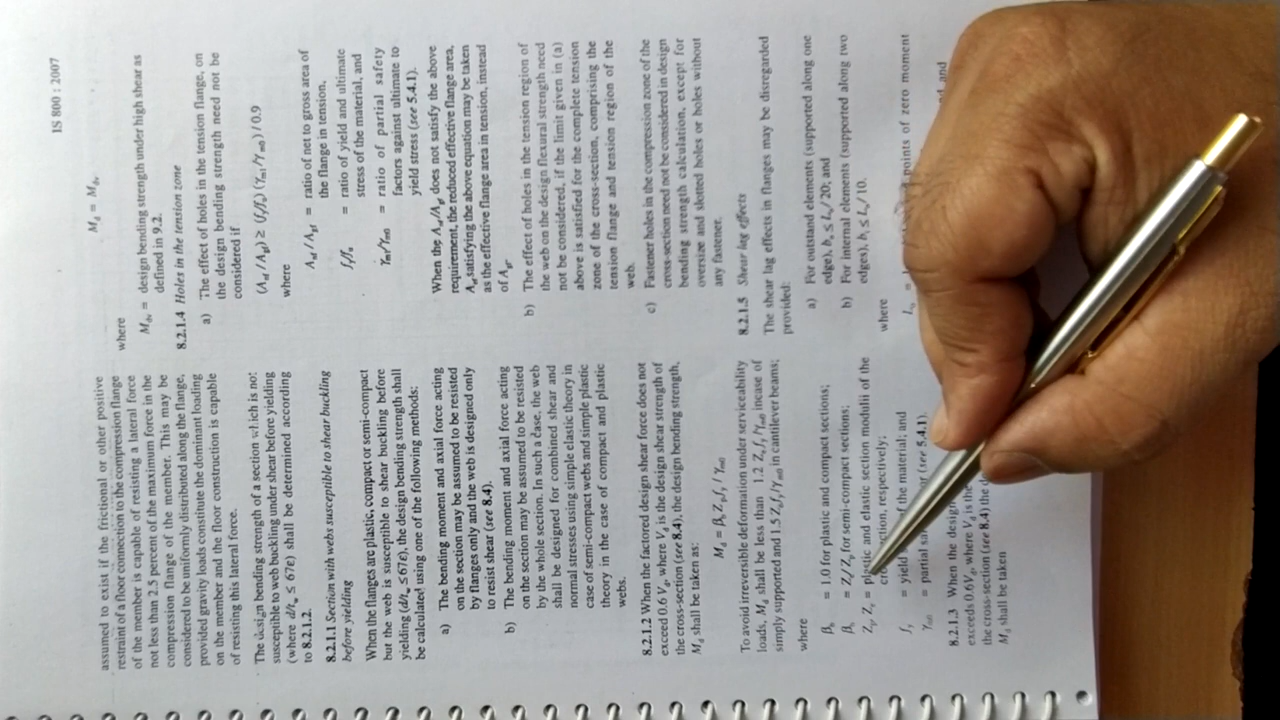 IS 800 : 2007
assumed to exist if the frictional or other positive
restraint of a floor connection to the compression flange
of the member is capable of resisting a lateral force
not less than 2.5 percent of the maximum force in the
compression flange of the member. This may be
considered to be uniformly distributed along the flange,
provided gravity loads constitute the dominant loading
on the member and the floor construction is capable
of resisting this lateral force.
The design bending strength of a section which is not
susceptible to web buckling under shear before yielding
(where d/tw ≤ 67ε) shall be determined according
to 8.2.1.2.
8.2.1.1 Section with webs susceptible to shear buckling
before yielding
When the flanges are plastic, compact or semi-compact
but the web is susceptible to shear buckling before
yielding (d/tw ≤ 67ε), the design bending strength shall
be calculated using one of the following methods:
a) The bending moment and axial force acting
on the section may be assumed to be resisted
by flanges only and the web is designed only
to resist shear (see 8.4).
b) The bending moment and axial force acting
on the section may be assumed to be resisted
by the whole section. In such a case, the web
shall be designed for combined shear and
normal stresses using simple elastic theory in
case of semi-compact webs and simple plastic
theory in the case of compact and plastic
webs.
8.2.1.2 When the factored design shear force does not
exceed 0.6 Vd, where Vd is the design shear strength of
the cross-section (see 8.4), the design bending strength,
Md shall be taken as:
Md = βb Zp fy / γm0
To avoid irreversible deformation under serviceability
loads, Md shall be less than 1.2 Ze fy /γm0 incase of
simply supported and 1.5 Ze fy /γm0 in cantilever beams;
where
βb = 1.0 for plastic and compact sections;
βb = Ze/Zp for semi-compact sections;
Zp, Ze = plastic and elastic section modulii of the
section, respectively;
fy = yield of the material; and
γm0 = partial (see 5.4.1).
8.2.1.3 When the design
exceeds 0.6Vd, where Vd is the
the cross-section (see 8.4) the
Md shall be taken
Md = Mdv
where
Mdv = design bending strength under high shear as
defined in 9.2.
8.2.1.4 Holes in the tension zone
a) The effect of holes in the tension flange, on
the design bending strength need not be
considered if
(Anf / Agf) ≥ (fy/fu) (γm1/γm0) / 0.9
where
Anf / Agf = ratio of net to gross area of
the flange in tension,
fy/fu = ratio of yield and ultimate
stress of the material, and
γm1/γm0 = ratio of partial safety
factors against ultimate to
yield stress (see 5.4.1).
When the Anf/Agf does not satisfy the above
requirement, the reduced effective flange area,
Aef satisfying the above equation may be taken
as the effective flange area in tension, instead
of Agf.
b) The effect of holes in the tension region of
the web on the design flexural strength need
not be considered, if the limit given in (a)
above is satisfied for the complete tension
zone of the cross-section, comprising the
tension flange and tension region of the
web.
c) Fastener holes in the compression zone of the
cross-section need not be considered in design
bending strength calculation, except for
oversize and slotted holes or holes without
any fastener.
8.2.1.5 Shear lag effects
The shear lag effects in flanges may be disregarded
provided:
a) For outstand elements (supported along one
edge), bo ≤ Lo / 20; and
b) For internal elements (supported along two
edges), bi ≤ Lo / 10.
where
Lo = points of zero moment
and